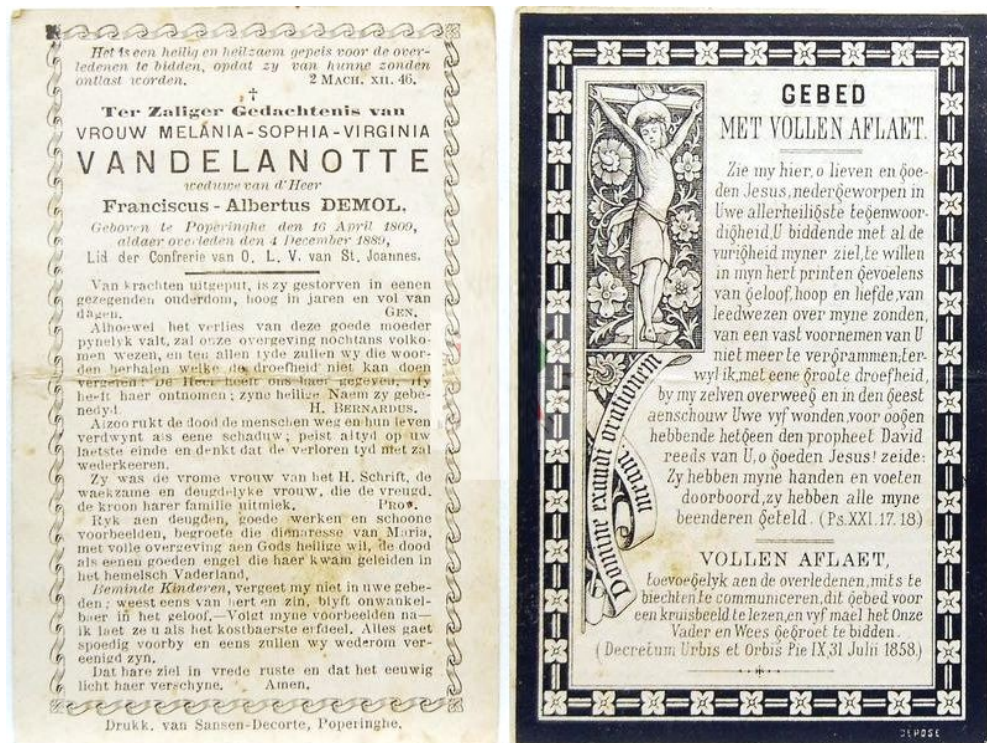 Het is een heilig en heilzaem gepeis voor de over-
ledenen te bidden, opdat zy van hunne zonden
ontlast worden. 2 MACH. XII. 46.
†
Ter Zaliger Gedachtenis van
VROUW MELANIA-SOPHIA-VIRGINIA
VANDELANOTTE
weduwe van d'Heer
Franciscus-Albertus DEMOL.
Geboren te Poperinghe den 16 April 1809,
aldaer overleden den 4 December 1889,
Lid der Confrerie van O. L. V. van St. Joannes.
Van krachten uitgeput, is zy gestorven in eenen
gezegenden ouderdom, hoog in jaren en vol van
dagen. GEN.
Alhoewel het verlies van deze goede moeder
pynelyk valt, zal onze overgeving nochtans volko-
men wezen, en ten allen tyde zullen wy die woor-
den herhalen welke de droefheid niet kan doen
vergeten! De Heer heeft ons haer gegeven, Hy
heeft haer ontnomen; zyne heilige Naem zy gebe-
nedyd. H. BERNARDUS.
Alzoo rukt de dood de menschen weg en hun leven
verdwynt als eene schaduw; peist altyd op uw
laetste einde en denkt dat de verloren tyd niet zal
wederkeeren.
Zy was de vrome vrouw van het H. Schrift, de
waekzame en deugdelyke vrouw, die de vreugd,
de kroon harer familie uitmiek. PROV.
Ryk aen deugden, goede werken en schoone
voorbeelden, begroette die dienaresse van Maria,
met volle overgeving aen Gods heilige wil, de dood
als eenen goeden engel die haer kwam geleiden in
het hemelsch Vaderland.
Beminde Kinderen, vergeet my niet in uwe gebe-
den; weest eens van hert en zin, blyft onwankel-
baer in het geloof.—Volgt myne voorbeelden na—
ik laet ze u als het kostbaerste erfdeel. Alles gaet
spoedig voorby en eens zullen wy wederom ver-
eenigd zyn.
Dat hare ziel in vrede ruste en dat het eeuwig
licht haer verschyne. Amen.
Drukk. van Sansen-Decorte, Poperinghe.
GEBED
MET VOLLEN AFLAET.
Zie my hier, o lieven en goe-
den Jesus, nedergeworpen in
Uwe allerheiligste tegenwoor-
digheid, U biddende met al de
vurigheid myner ziel, te willen
in myn hert printen gevoelens
van geloof, hoop en liefde, van
leedwezen over myne zonden,
van een vast voornemen van U
niet meer te vergrammen; ter-
wyl ik, met eene groote droefheid,
by my zelven overweeg en in den geest
aenschouw Uwe vyf wonden, voor oogen
hebbende hetgeen den propheet David
reeds van U, o goeden Jesus! zeide:
Zy hebben myne handen en voeten
doorboord, zy hebben alle myne
beenderen geteld. (Ps. XXI. 17. 18.)
Domine exaudi orationem
meam
VOLLEN AFLAET,
toevoegelyk aen de overledenen, mits te
biechten te communiceren, dit gebed voor
een kruisbeeld te lezen, en vyf mael het Onze
Vader en Wees gegroet te bidden.
(Decretum Urbis et Orbis Pie IX, 31 Julii 1858.)
DEPOSE